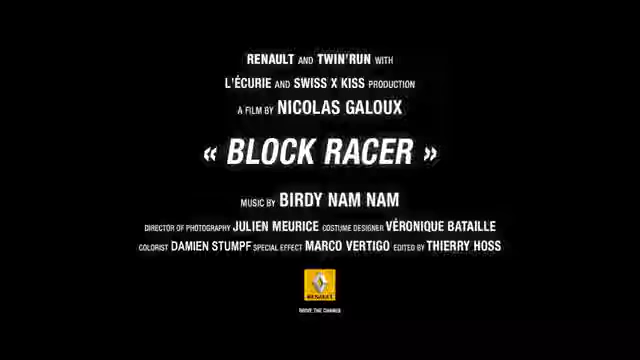 RENAULT AND TWIN'RUN WITH
L'ÉCURIE AND SWISS X KISS PRODUCTION
A FILM BY NICOLAS GALOUX
« BLOCK RACER »
MUSIC BY BIRDY NAM NAM
DIRECTOR OF PHOTOGRAPHY JULIEN MEURICE COSTUME DESIGNER VÉRONIQUE BATAILLE
COLORIST DAMIEN STUMPF SPECIAL EFFECT MARCO VERTIGO EDITED BY THIERRY HOSS
RENAULT
DRIVE THE CHANGE